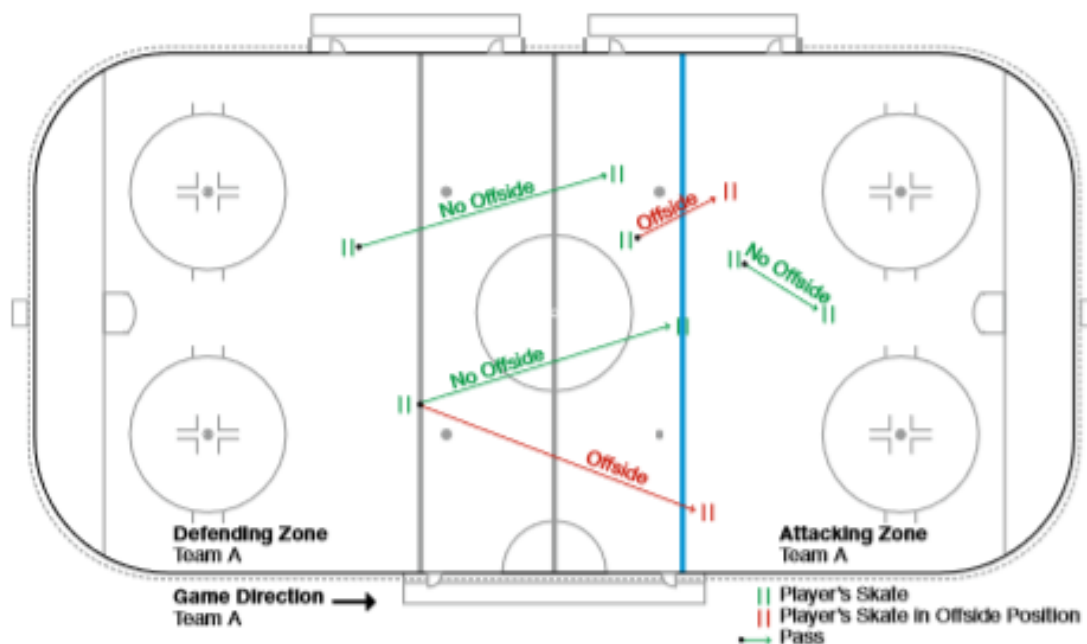 No Offside
Offside
No Offside
No Offside
Offside
Defending Zone
Team A
Attacking Zone
Team A
Game Direction
Team A
Player's Skate
Player's Skate in Offside Position
Pass